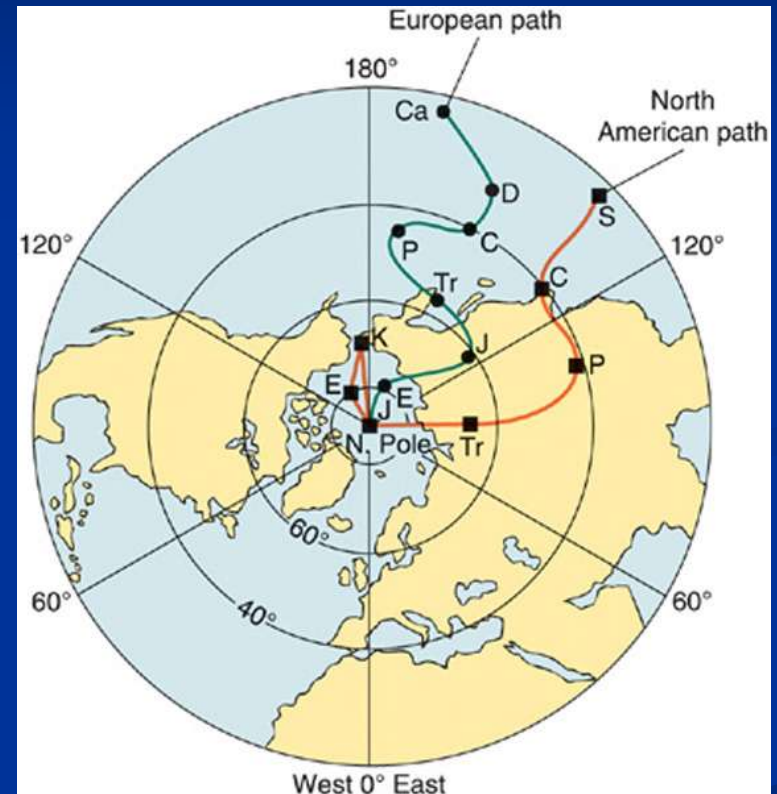 European path
180°
Ca
North
American path
D
S
120°
P
C
120°
Tr
C
K
J
P
E
E
J
N. Pole
Tr
60°
60°
40°
60°
West 0° East